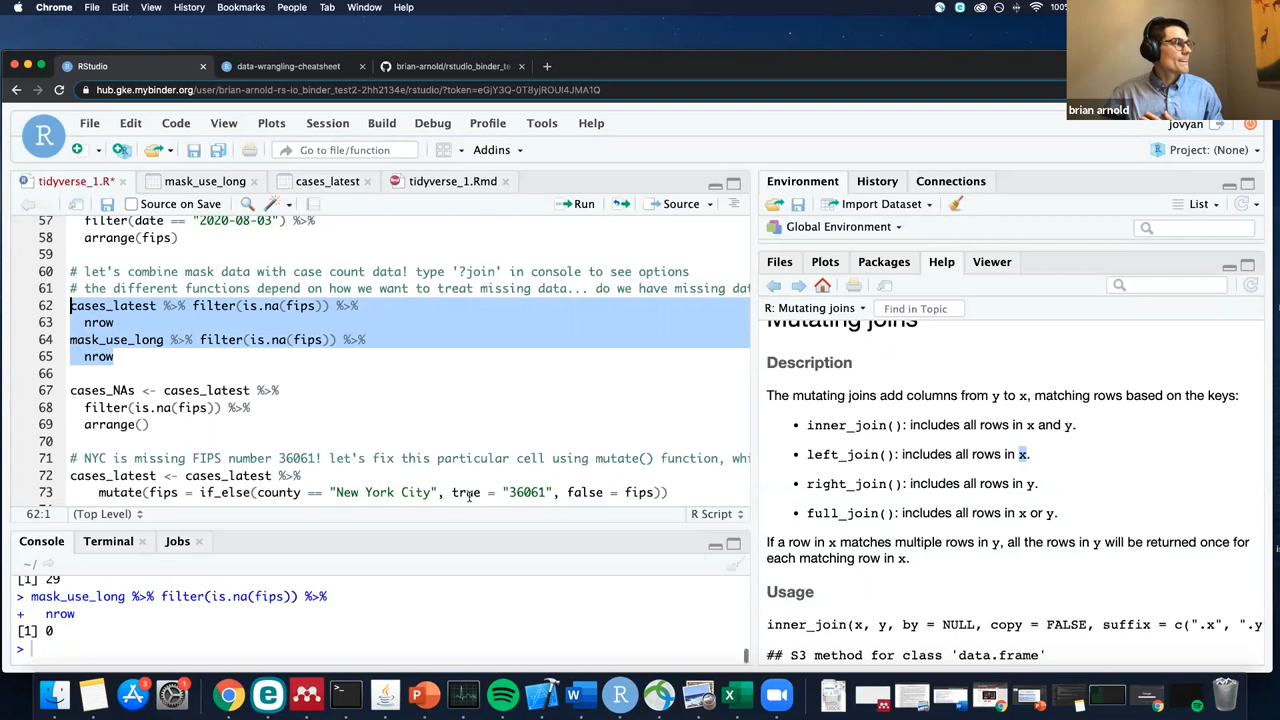 Chrome File Edit View History Bookmarks People Tab Window Help
RStudio
data-wrangling-cheatsheet
brian-arnold/rstudio_binder_te
hub.gke.mybinder.org/user/brian-arnold-rs-io_binder_test2-2hh2134e/rstudio/?token=eGjY3Q-0T8yjROUl4JMA1Q
brian arnold
R File Edit Code View Plots Session Build Debug Profile Tools Help
jovyan
Go to file/function
Addins
Project: (None)
tidyverse_1.R*
mask_use_long
cases_latest
tidyverse_1.Rmd
Source on Save
Run
Source
57 filter(date == "2020-08-03") %>%
58 arrange(fips)
59
60 # let's combine mask data with case count data! type '?join' in console to see options
61 # the different functions depend on how we want to treat missing data... do we have missing dat
62 cases_latest %>% filter(is.na(fips)) %>%
63 nrow
64 mask_use_long %>% filter(is.na(fips)) %>%
65 nrow
66
67 cases_NAs <- cases_latest %>%
68 filter(is.na(fips)) %>%
69 arrange()
70
71 # NYC is missing FIPS number 36061! let's fix this particular cell using mutate() function, whi
72 cases_latest <- cases_latest %>%
73 mutate(fips = if_else(county == "New York City", true = "36061", false = fips))
62:1 (Top Level) R Script
Console Terminal Jobs
~/
[1] 29
> mask_use_long %>% filter(is.na(fips)) %>%
+ nrow
[1] 0
>
Environment History Connections
Import Dataset
List
Global Environment
Files Plots Packages Help Viewer
R: Mutating joins
Find in Topic
Mutating joins
Description
The mutating joins add columns from y to x, matching rows based on the keys:
• inner_join(): includes all rows in x and y.
• left_join(): includes all rows in x.
• right_join(): includes all rows in y.
• full_join(): includes all rows in x or y.
If a row in x matches multiple rows in y, all the rows in y will be returned once for
each matching row in x.
Usage
inner_join(x, y, by = NULL, copy = FALSE, suffix = c(".x", ".y
## S3 method for class 'data.frame'